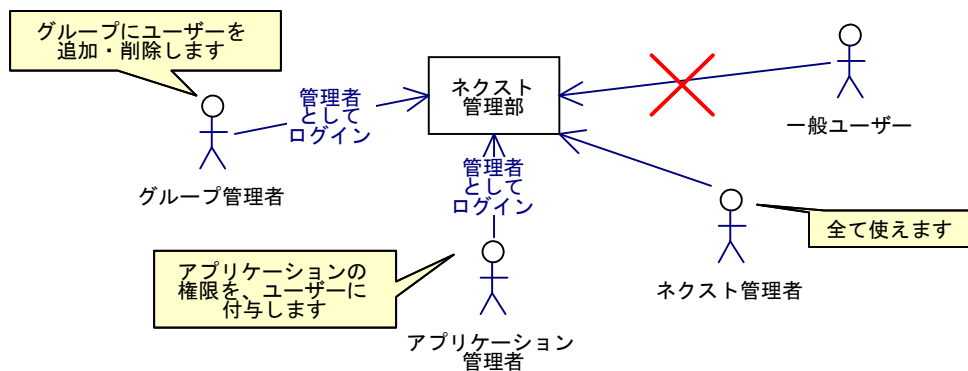 グループにユーザーを
追加・削除します
管理者
として
ログイン
グループ管理者
ネクスト
管理部
一般ユーザー
管理者
として
ログイン
全て使えます
ネクスト管理者
アプリケーションの
権限を、ユーザーに
付与します
アプリケーション
管理者